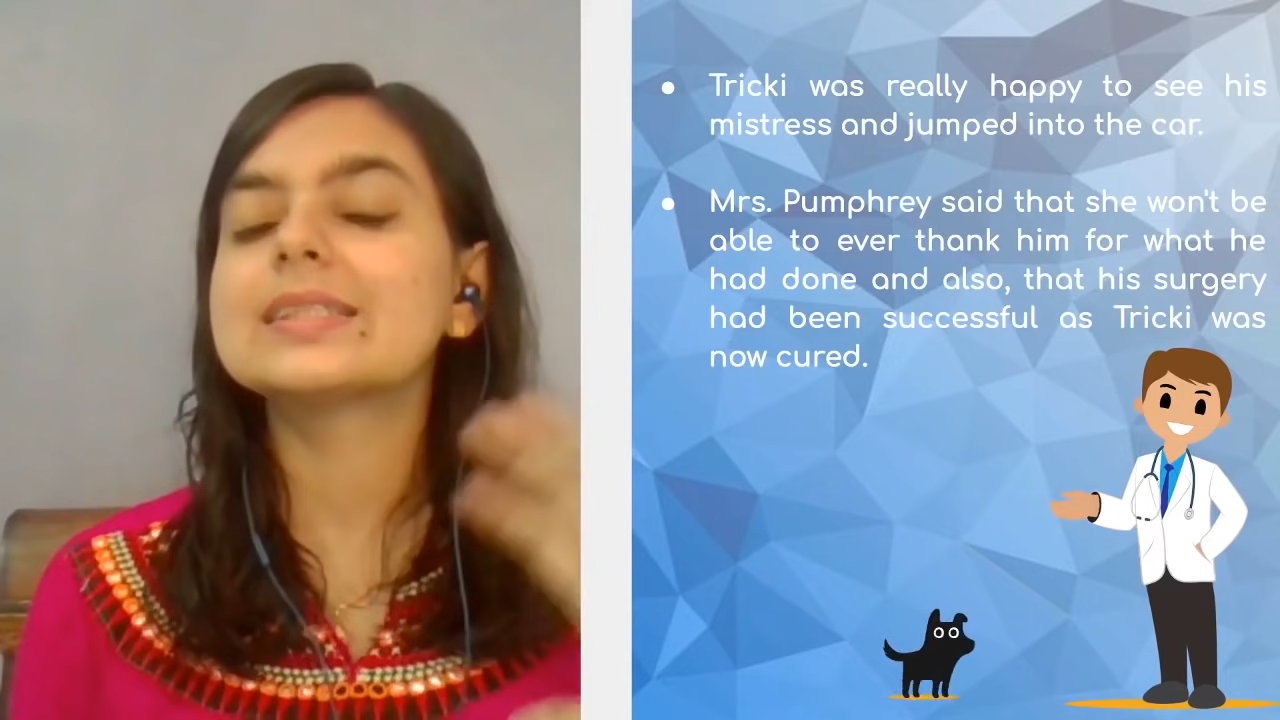 ● Tricki was really happy to see his
mistress and jumped into the car.
● Mrs. Pumphrey said that she won't be
able to ever thank him for what he
had done and also, that his surgery
had been successful as Tricki was
now cured.